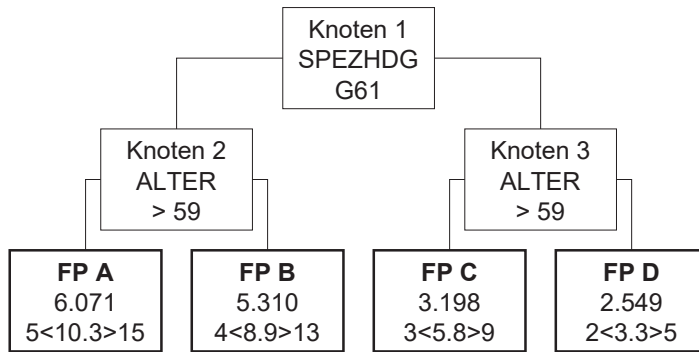 Knoten 1
SPEZHDG
G61
Knoten 2
ALTER
> 59
Knoten 3
ALTER
> 59
FP A
6.071
5<10.3>15
FP B
5.310
4<8.9>13
FP C
3.198
3<5.8>9
FP D
2.549
2<3.3>5